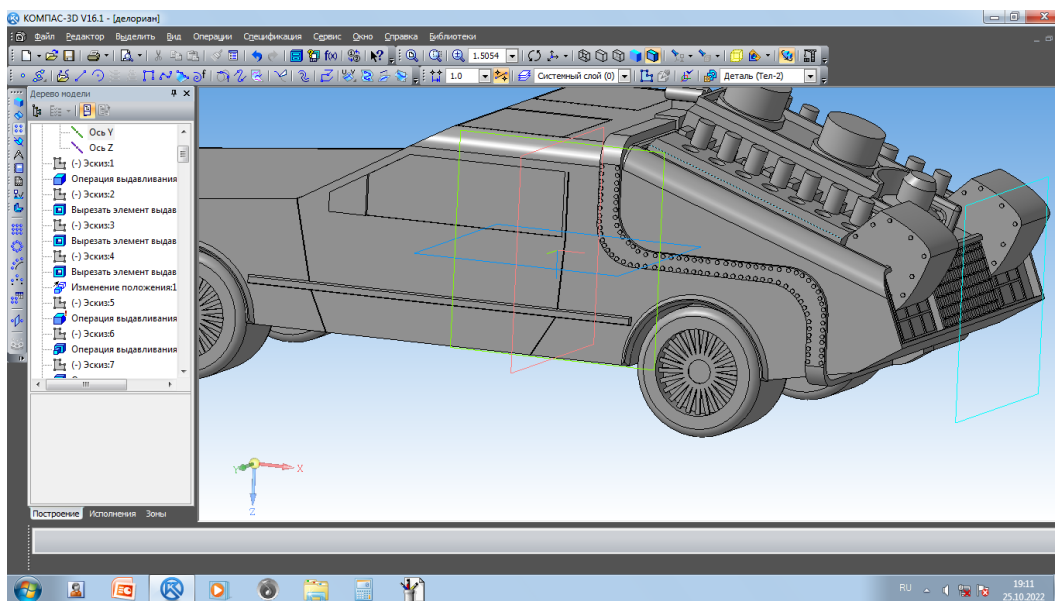 КОМПАС-3D V16.1 - [делориан]
Файл Редактор Выделить Вид Операции Спецификация Сервис Окно Справка Библиотеки
f(x) 1.5054
1.0 Системный слой (0) Деталь (Тел-2)
Дерево модели
Ось Y
Ось Z
(-) Эскиз:1
Операция выдавливания
(-) Эскиз:2
Вырезать элемент выдав
(-) Эскиз:3
Вырезать элемент выдав
(-) Эскиз:4
Вырезать элемент выдав
Изменение положения:1
(-) Эскиз:5
Операция выдавливания
(-) Эскиз:6
Операция выдавливания
(-) Эскиз:7
Y X
Z
Построение Исполнения Зоны
RU 19:11
25.10.2022